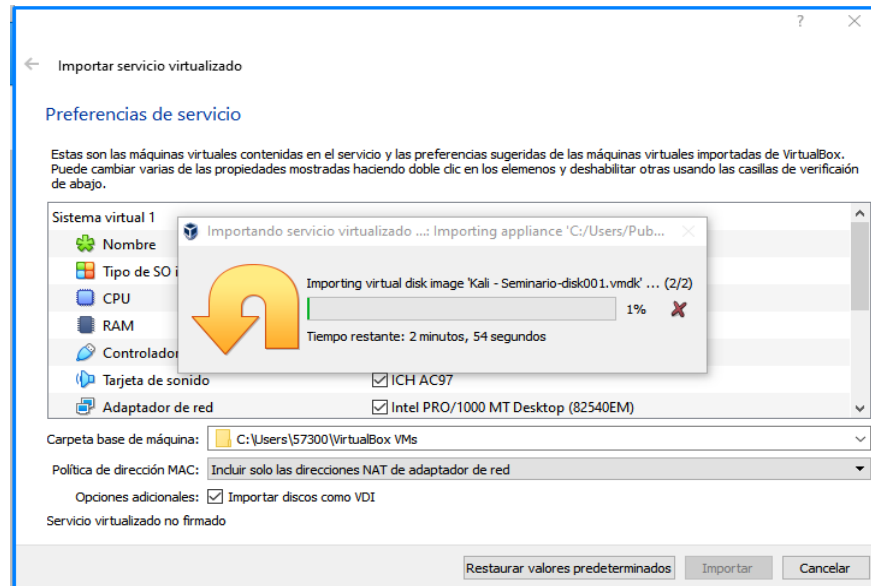 ?
Importar servicio virtualizado
Preferencias de servicio
Estas son las máquinas virtuales contenidas en el servicio y las preferencias sugeridas de las máquinas virtuales importadas de VirtualBox.
Puede cambiar varias de las propiedades mostradas haciendo doble clic en los elemenos y deshabilitar otras usando las casillas de verificaión
de abajo.
Sistema virtual 1
Importando servicio virtualizado ...: Importing appliance 'C:/Users/Pub...
Nombre
Tipo de SO i
Importing virtual disk image 'Kali - Seminario-disk001.vmdk' ... (2/2)
CPU
1%
RAM
Tiempo restante: 2 minutos, 54 segundos
Controlador
Tarjeta de sonido
ICH AC97
Adaptador de red
Intel PRO/1000 MT Desktop (82540EM)
Carpeta base de máquina:
C:\Users\57300\VirtualBox VMs
Política de dirección MAC:
Incluir solo las direcciones NAT de adaptador de red
Opciones adicionales:
Importar discos como VDI
Servicio virtualizado no firmado
Restaurar valores predeterminados
Importar
Cancelar